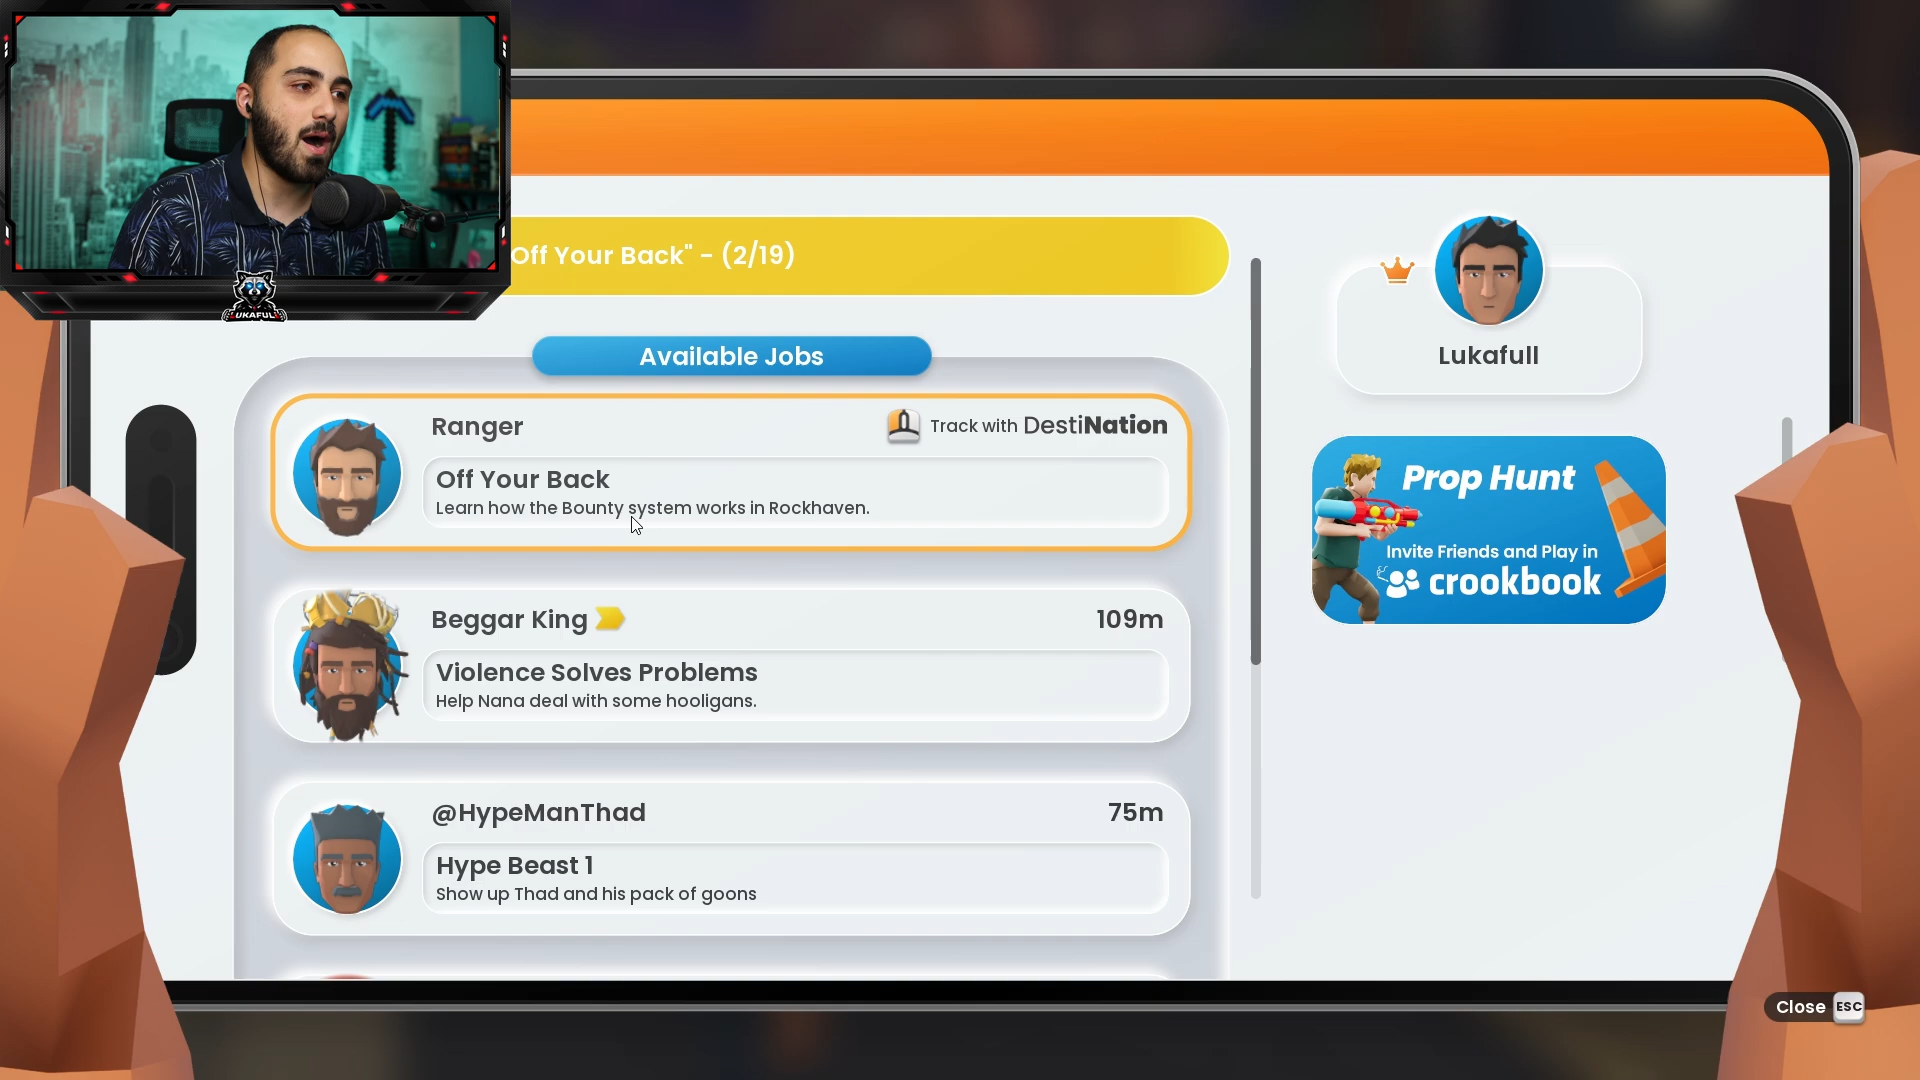 UKAFUL
Off Your Back" - (2/19)
Available Jobs
Ranger
Track with DestiNation
Off Your Back
Learn how the Bounty system works in Rockhaven.
Beggar King
109m
Violence Solves Problems
Help Nana deal with some hooligans.
@HypeManThad
75m
Hype Beast 1
Show up Thad and his pack of goons
Lukafull
Prop Hunt
Invite Friends and Play in
crookbook
Close ESC